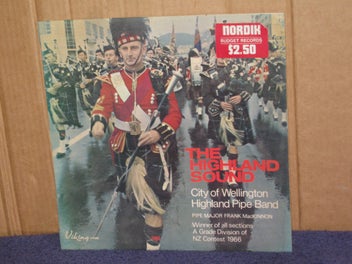 NORDIK
BUDGET RECORDS
$2.50
THE
HIGHLAND
SOUND
City of Wellington
Highland Pipe Band
PIPE MAJOR FRANK MacKINNON
Winner of all sections
A Grade Division of
NZ Contest 1966
Viking